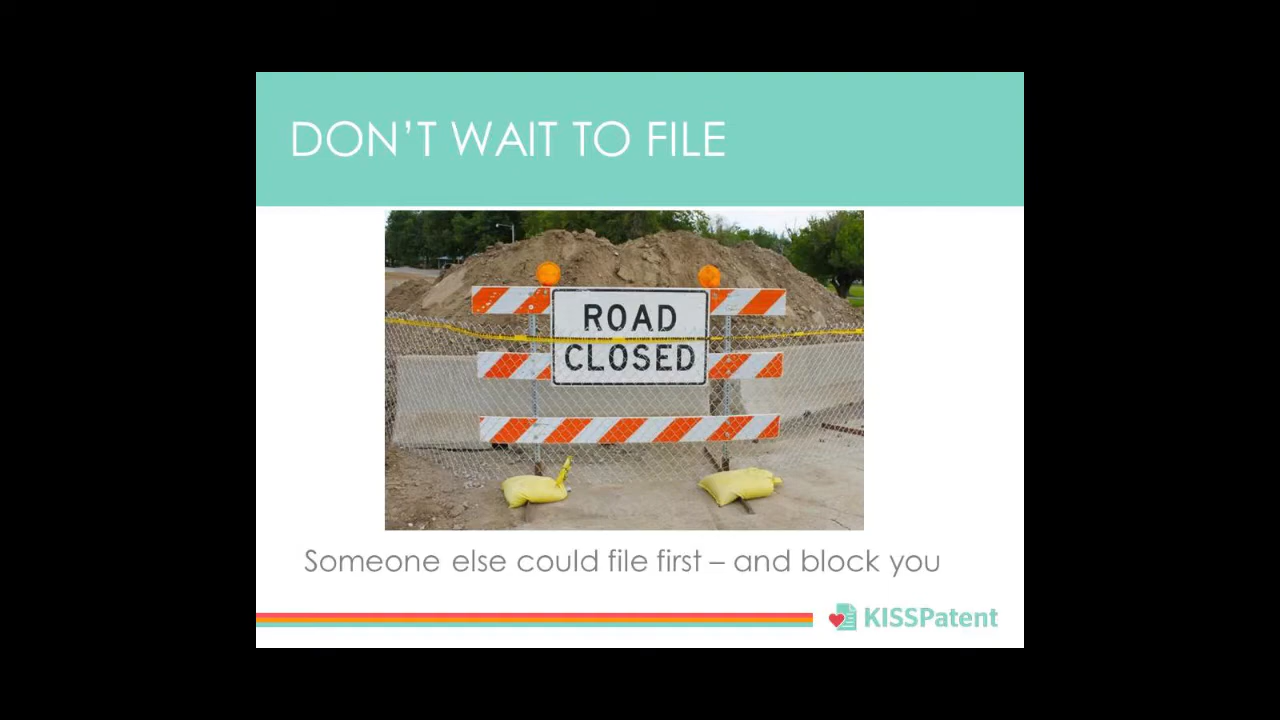 DON’T WAIT TO FILE
ROAD
CLOSED
Someone else could file first – and block you
KISSPatent